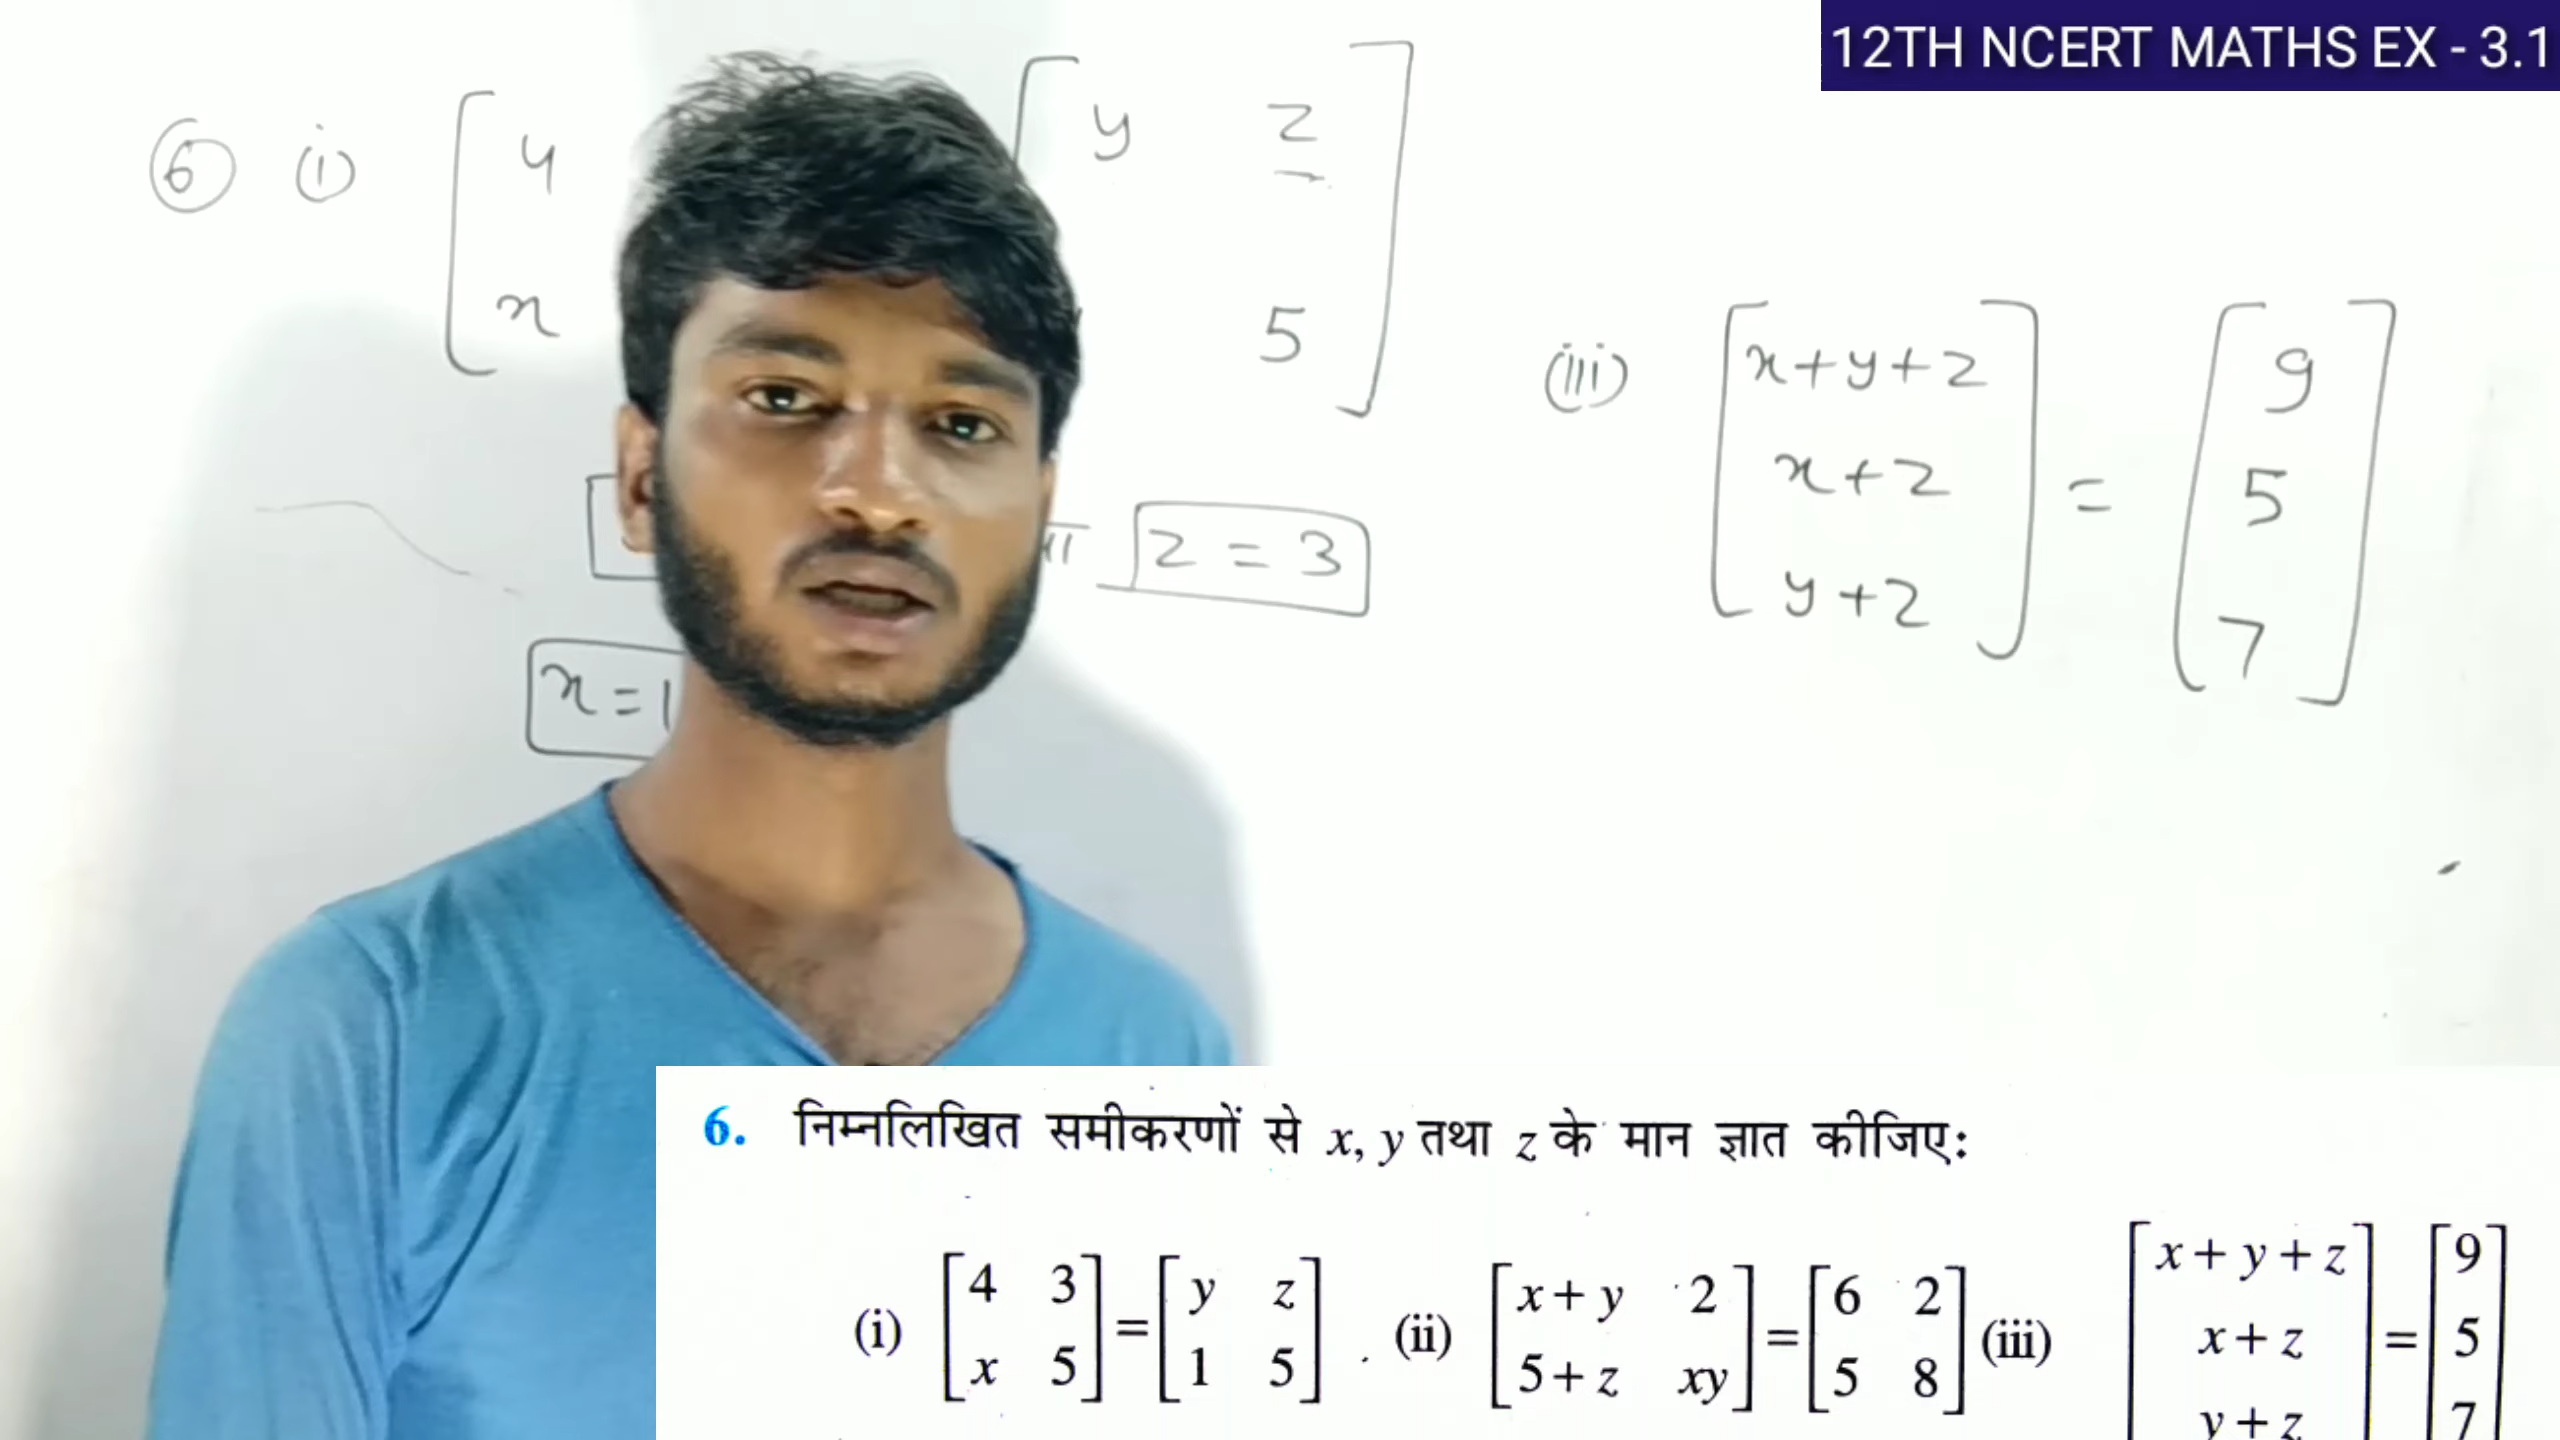 12TH NCERT MATHS EX - 3.1
6 (i) [ 4
x
[ y z
5 ]
z = 3
x = 1
(iii) [ x+y+z
x+z
y+z ] = [ 9
5
7 ]
6. निम्नलिखित समीकरणों से x, y तथा z के मान ज्ञात कीजिए:
(i) [ 4 3
x 5 ] = [ y z
1 5 ]
(ii) [ x+y 2
5+z xy ] = [ 6 2
5 8 ]
(iii) [ x+y+z
x+z
y+z ] = [ 9
5
7 ]